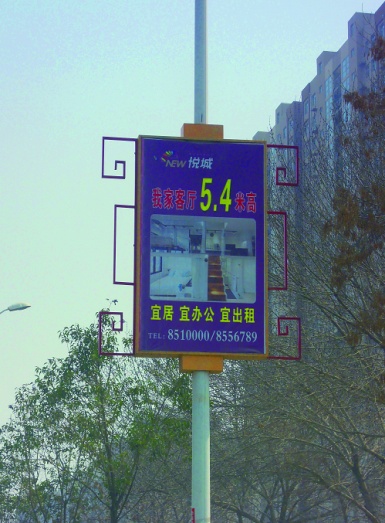 NEW 悦城
我家客厅 5.4 米高
宜居 宜办公 宜出租
TEL: 8510000/8556789